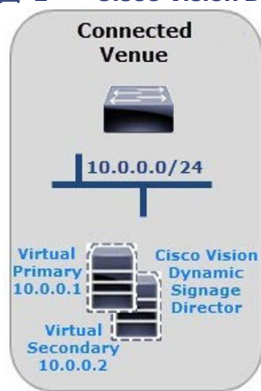 Connected
Venue
10.0.0.0/24
Virtual
Primary
10.0.0.1
Cisco Vision
Dynamic
Signage
Director
Virtual
Secondary
10.0.0.2